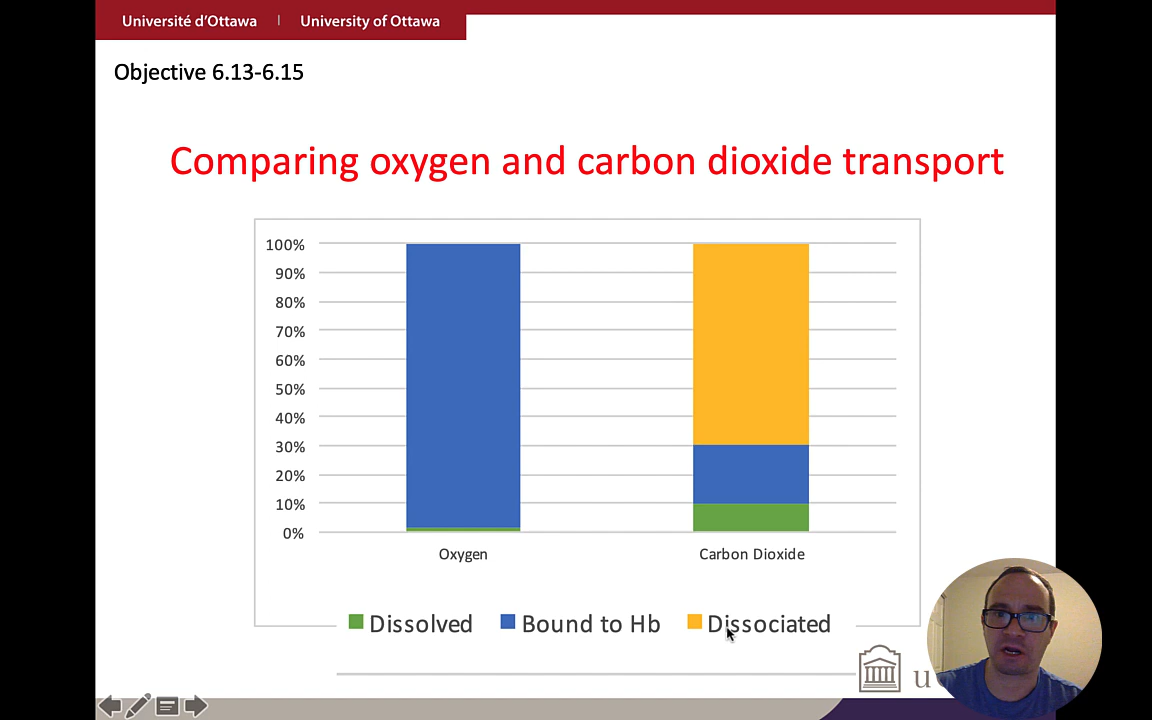 Université d'Ottawa | University of Ottawa
Objective 6.13-6.15
Comparing oxygen and carbon dioxide transport
100%
90%
80%
70%
60%
50%
40%
30%
20%
10%
0%
Oxygen Carbon Dioxide
Dissolved Bound to Hb Dissociated